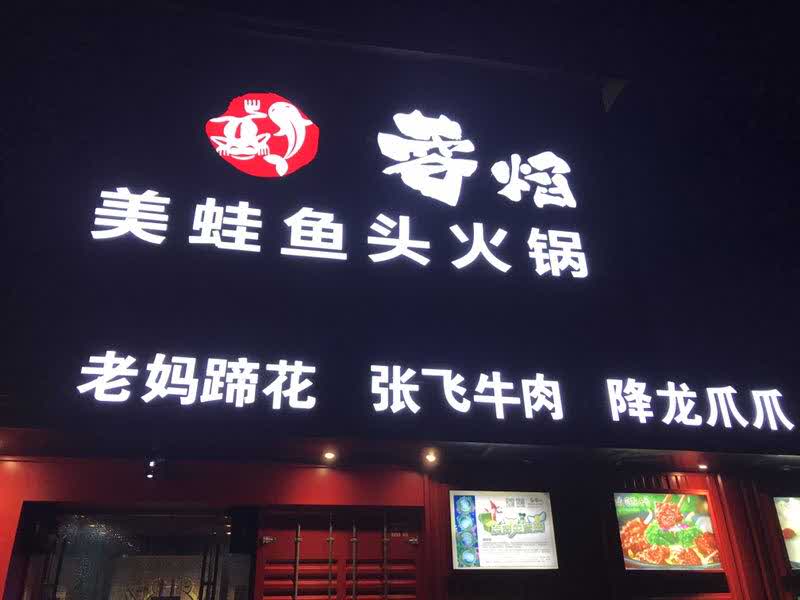 蓉焰
美蛙鱼头火锅
老妈蹄花 张飞牛肉 降龙爪爪